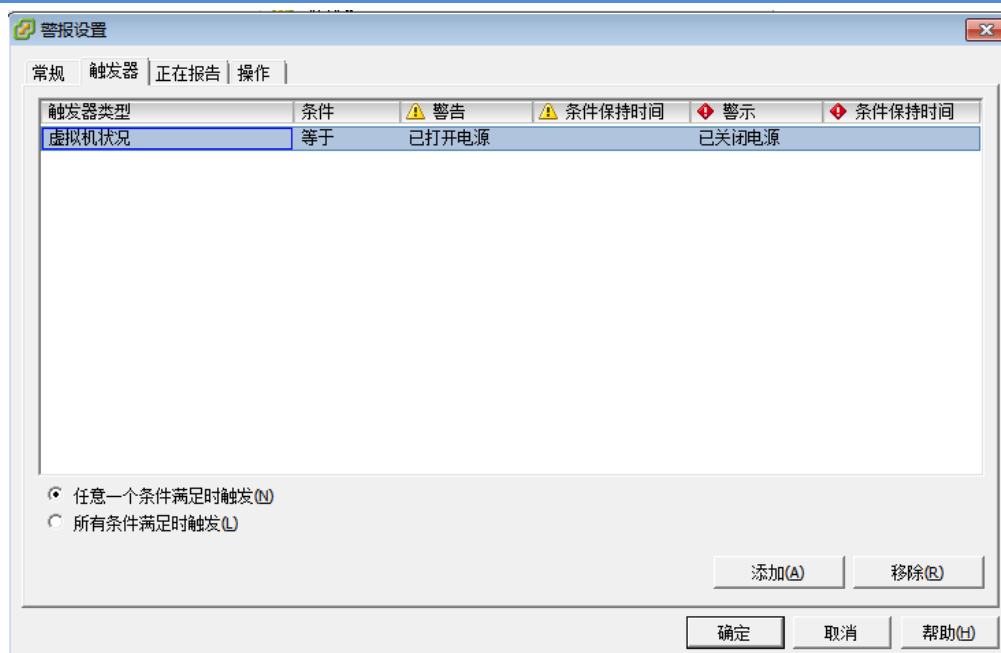 警报设置
常规 触发器 正在报告 操作
触发器类型 条件 警告 条件保持时间 警示 条件保持时间
虚拟机状况 等于 已打开电源 已关闭电源
任意一个条件满足时触发(N)
所有条件满足时触发(L)
添加(A) 移除(R)
确定 取消 帮助(H)